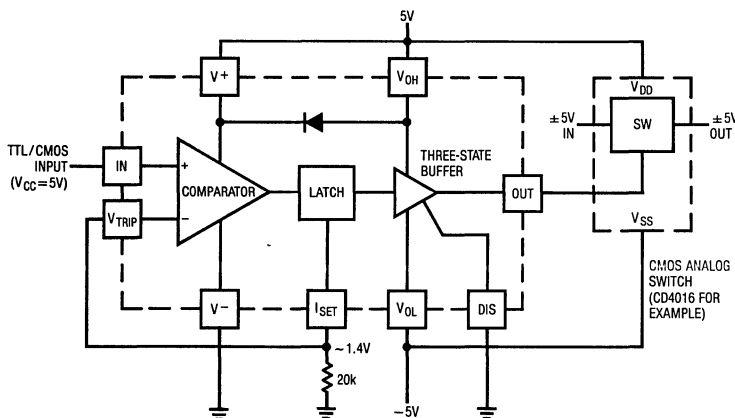 5V
V+
VOH
VDD
±5V
IN
SW
±5V
OUT
TTL/CMOS
INPUT
(VCC=5V)
IN
+
COMPARATOR
−
LATCH
THREE-STATE
BUFFER
OUT
VTRIP
VSS
CMOS ANALOG
SWITCH
(CD4016 FOR
EXAMPLE)
V−
ISET
VOL
DIS
~1.4V
20k
~5V